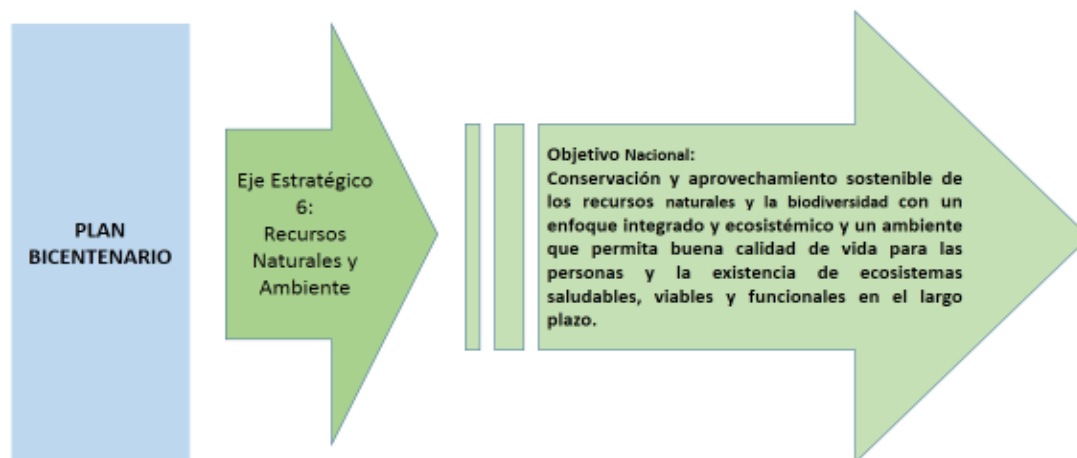 PLAN
BICENTENARIO
Eje Estratégico
6:
Recursos
Naturales y
Ambiente
Objetivo Nacional:
Conservación y aprovechamiento sostenible de
los recursos naturales y la biodiversidad con un
enfoque integrado y ecosistémico y un ambiente
que permita buena calidad de vida para las
personas y la existencia de ecosistemas
saludables, viables y funcionales en el largo
plazo.